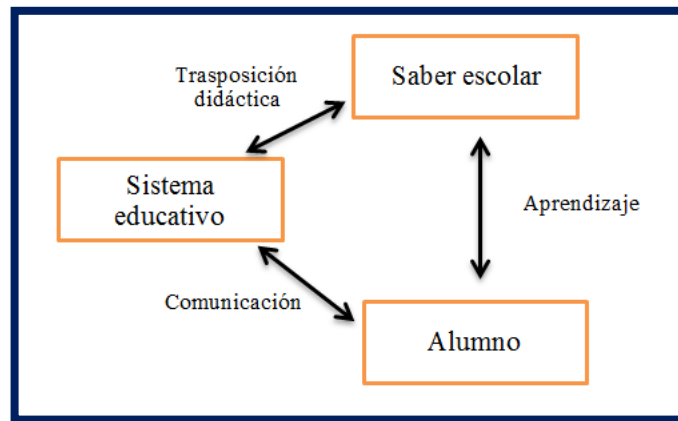 Trasposición
didáctica
Saber escolar
Sistema
educativo
Aprendizaje
Comunicación
Alumno